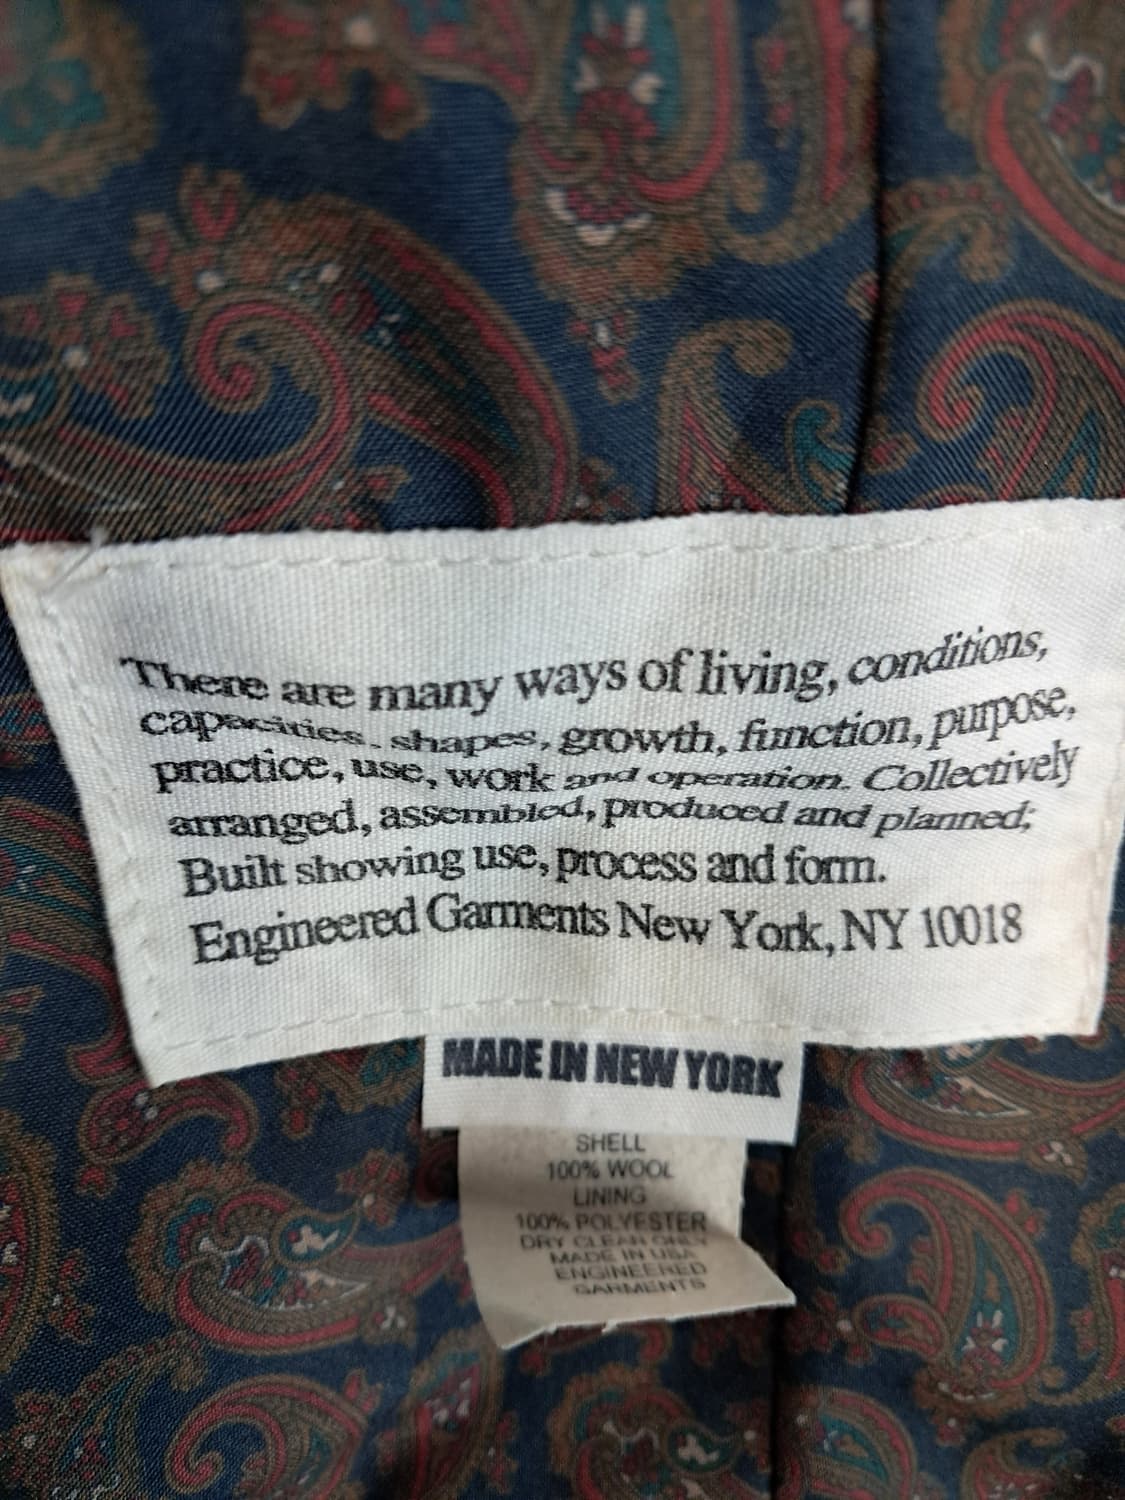 There are many ways of living, conditions,
capacities, shapes, growth, function, purpose,
practice, use, work and operation. Collectively
arranged, assembled, produced and planned;
Built showing use, process and form.
Engineered Garments New York, NY 10018
MADE IN NEW YORK
SHELL
100% WOOL
LINING
100% POLYESTER
DRY CLEAN ONLY
MADE IN USA
ENGINEERED
GARMENTS